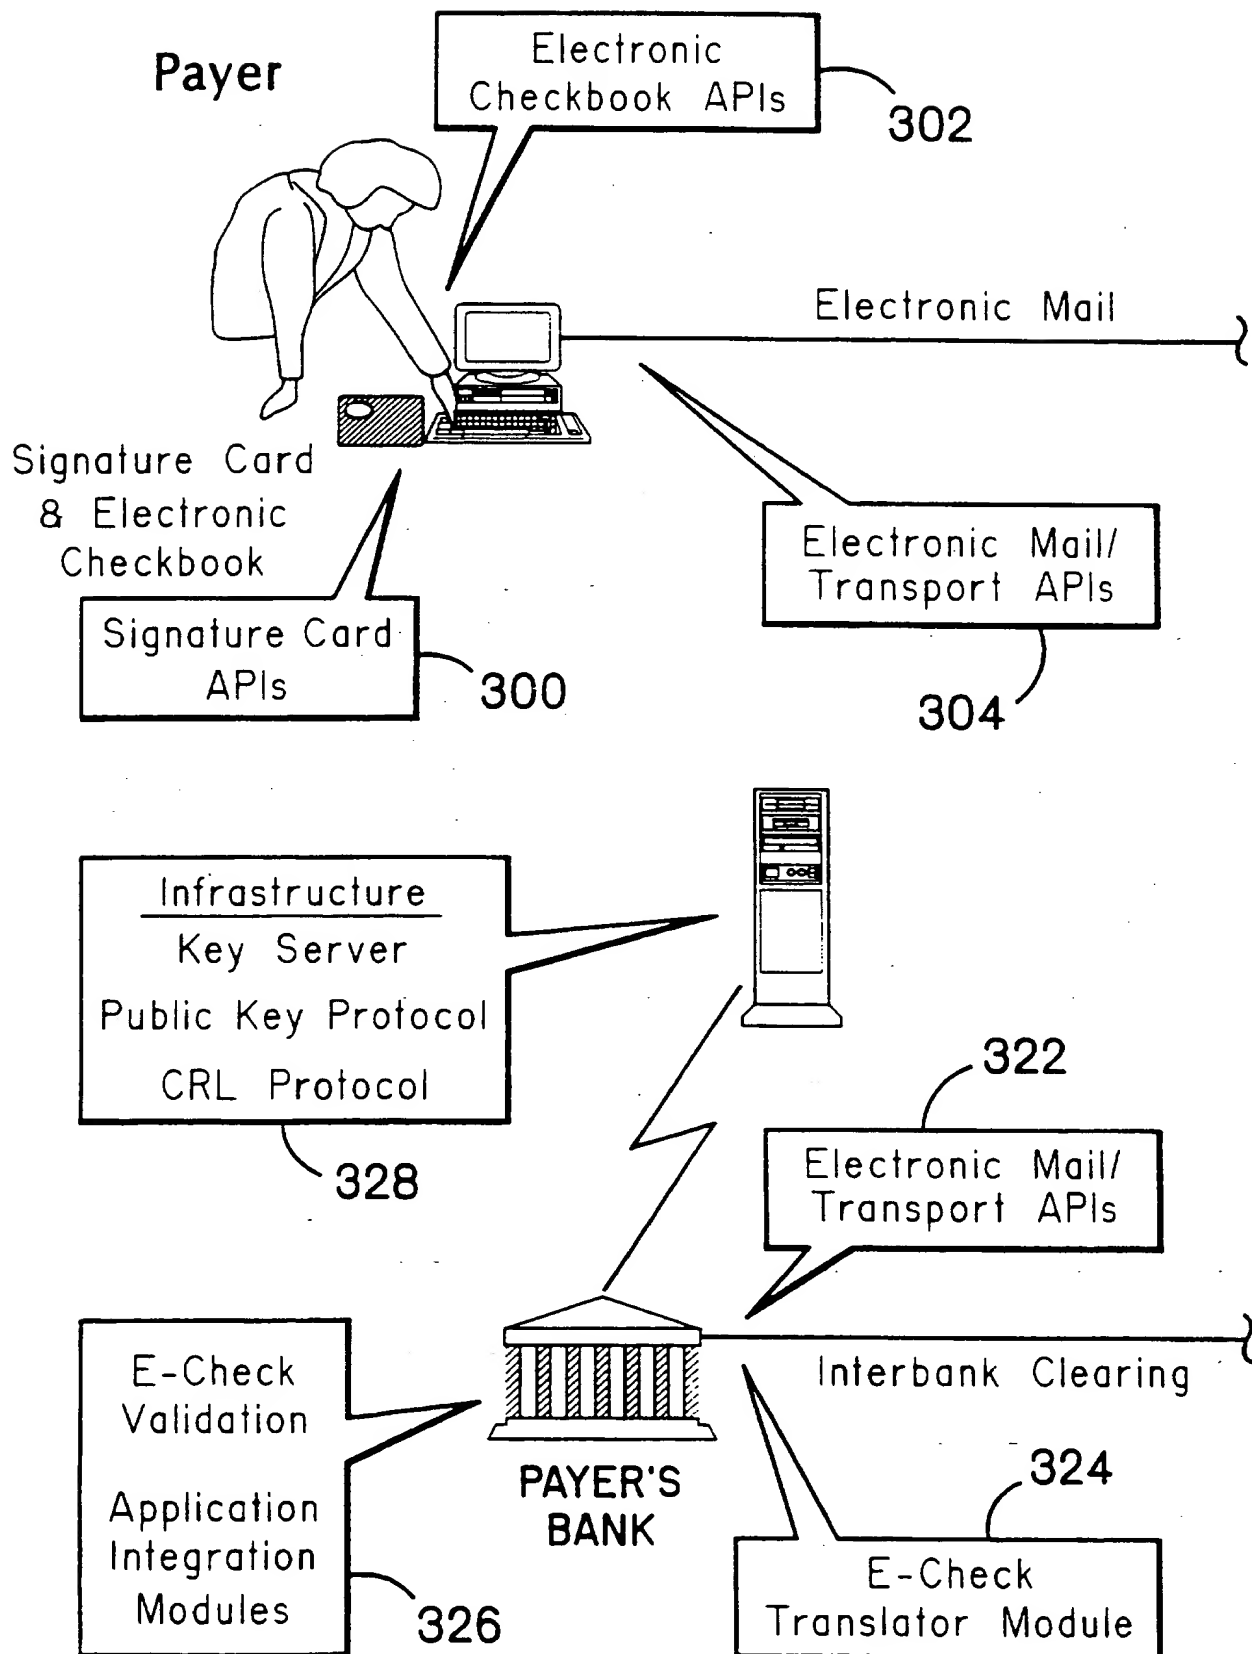 Payer
Electronic
Checkbook APIs
302
Electronic Mail
Signature Card
& Electronic
Checkbook
Electronic Mail/
Transport APIs
304
Signature Card
APIs
300
Infrastructure
Key Server
Public Key Protocol
CRL Protocol
328
322
Electronic Mail/
Transport APIs
Interbank Clearing
E-Check
Validation
Application
Integration
Modules
326
PAYER'S
BANK
324
E-Check
Translator Module